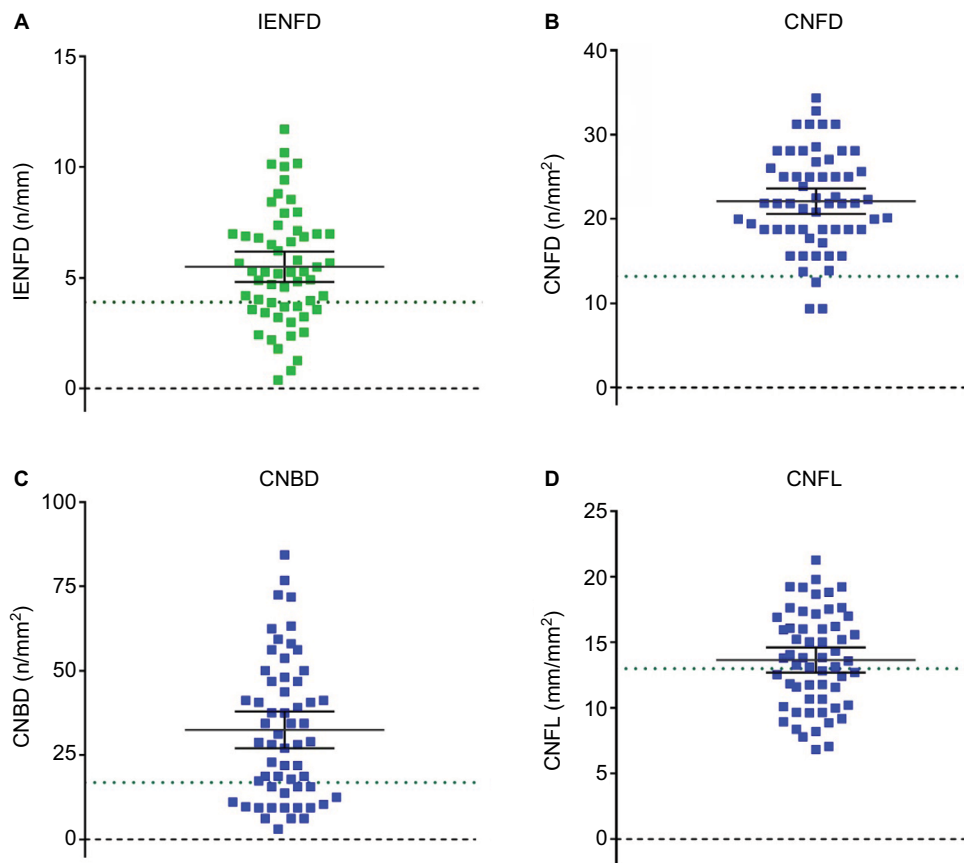 A
IENFD
IENFD (n/mm)
15
10
5
0
B
CNFD
CNFD (n/mm²)
40
30
20
10
0
C
CNBD
CNBD (n/mm²)
100
75
50
25
0
D
CNFL
CNFL (mm/mm²)
25
20
15
10
5
0